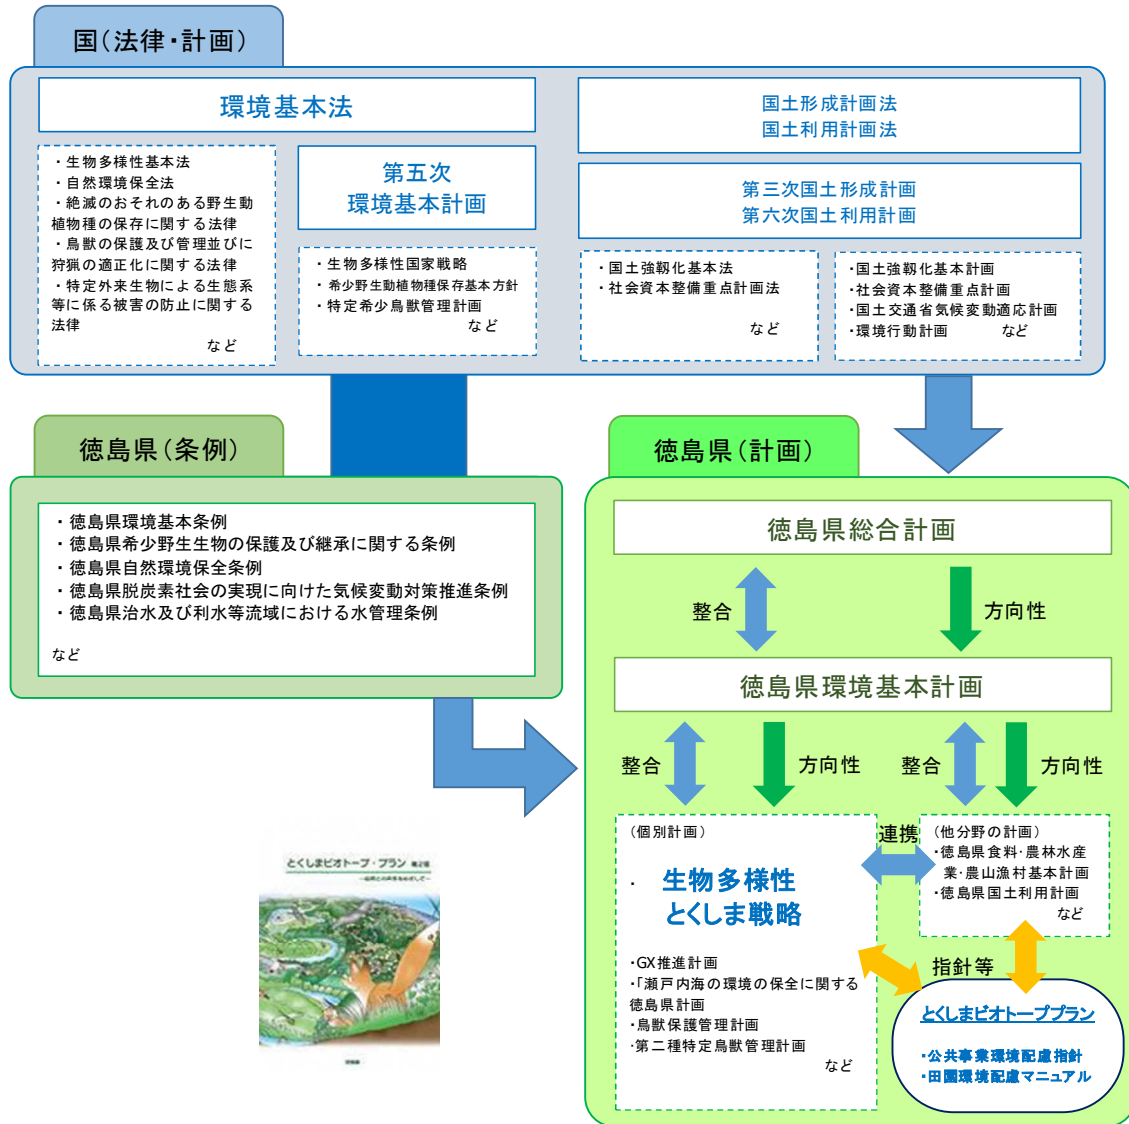 国（法律・計画）
環境基本法
・生物多様性基本法
・自然環境保全法
・絶滅のおそれのある野生動
植物種の保存に関する法律
・鳥獣の保護及び管理並びに
狩猟の適正化に関する法律
・特定外来生物による生態系
等に係る被害の防止に関する
法律
など
第五次
環境基本計画
・生物多様性国家戦略
・希少野生動植物種保存基本方針
・特定希少鳥獣管理計画
など
国土形成計画法
国土利用計画法
第三次国土形成計画
第六次国土利用計画
・国土強靱化基本法
・社会資本整備重点計画法
など
・国土強靱化基本計画
・社会資本整備重点計画
・国土交通省気候変動適応計画
・環境行動計画　　　など
徳島県（条例）
・徳島県環境基本条例
・徳島県希少野生生物の保護及び継承に関する条例
・徳島県自然環境保全条例
・徳島県脱炭素社会の実現に向けた気候変動対策推進条例
・徳島県治水及び利水等流域における水管理条例
など
徳島県（計画）
徳島県総合計画
整合
方向性
徳島県環境基本計画
整合
方向性
整合
方向性
（個別計画）
・ 生物多様性
とくしま戦略
・GX推進計画
・「瀬戸内海の環境の保全に関する
徳島県計画
・鳥獣保護管理計画
・第二種特定鳥獣管理計画
など
連携
（他分野の計画）
・徳島県食料・農林水産
業・農山漁村基本計画
・徳島県国土利用計画
など
指針等
とくしまビオトーププラン
・公共事業環境配慮指針
・田園環境配慮マニュアル
とくしまビオトープ・プラン 第2版